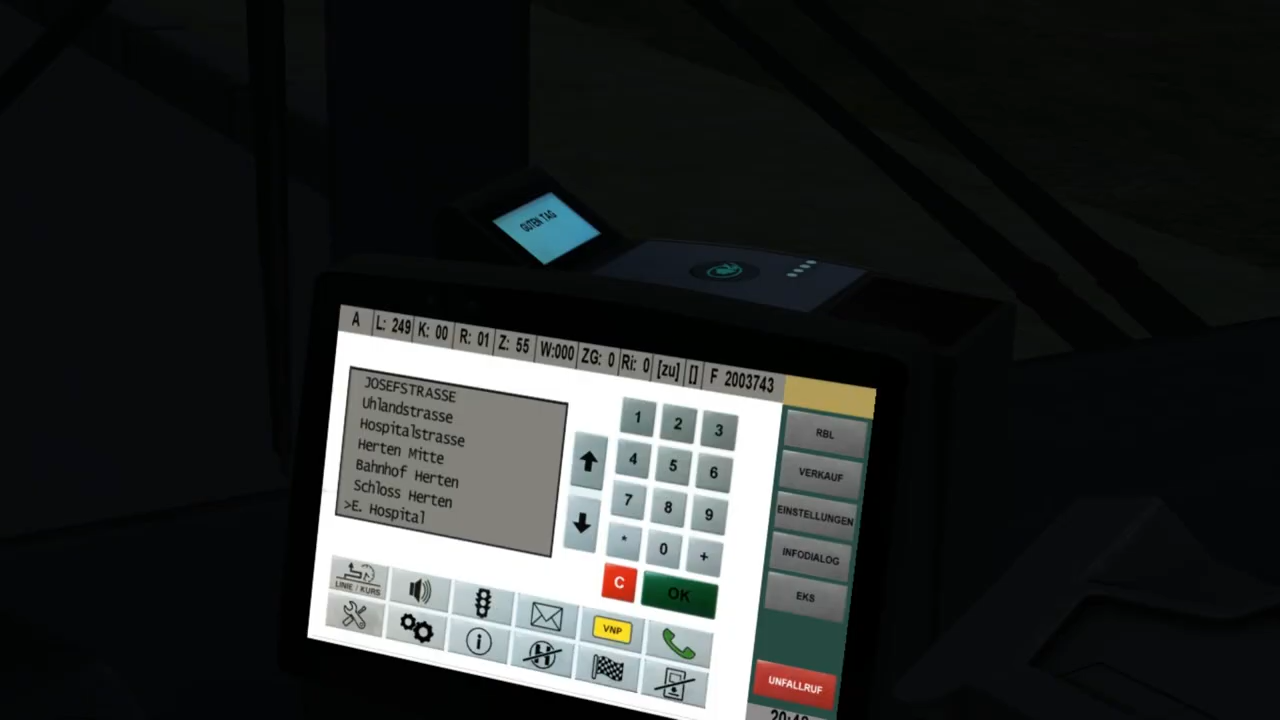 GUTEN TAG
A L: 249 K: 00 R: 01 Z: 55 W:000 ZG: 0 Ri: 0 [zu] [] F 2003743
JOSEFSTRASSE
Uhlandstrasse
Hospitalstrasse
Herten Mitte
Bahnhof Herten
Schloss Herten
>E. Hospital
1 2 3
4 5 6
7 8 9
* 0 +
C OK
RBL
VERKAUF
EINSTELLUNGEN
INFODIALOG
EKS
UNFALLRUF
LINIE / KURS
VNP
H